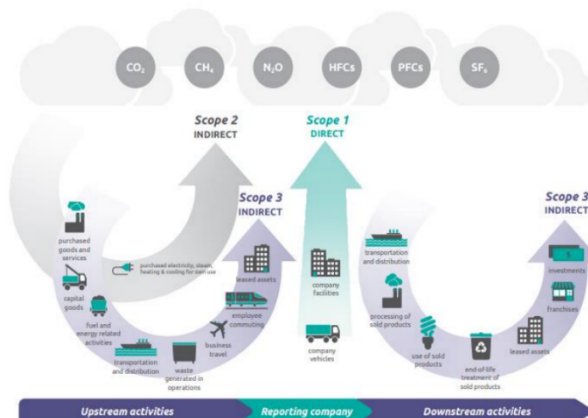 CO₂
CH₄
N₂O
HFCs
PFCs
SF₆
Scope 2
INDIRECT
Scope 1
DIRECT
Scope 3
INDIRECT
Scope 3
INDIRECT
purchased
goods and
services
capital
goods
fuel and
energy related
activities
transportation
and distribution
waste
generated in
operations
business
travel
employee
commuting
leased assets
purchased electricity, steam,
heating & cooling for own use
company
facilities
company
vehicles
transportation
and distribution
processing of
sold products
use of sold
products
end-of-life
treatment of
sold products
leased assets
franchises
investments
Upstream activities
Reporting company
Downstream activities